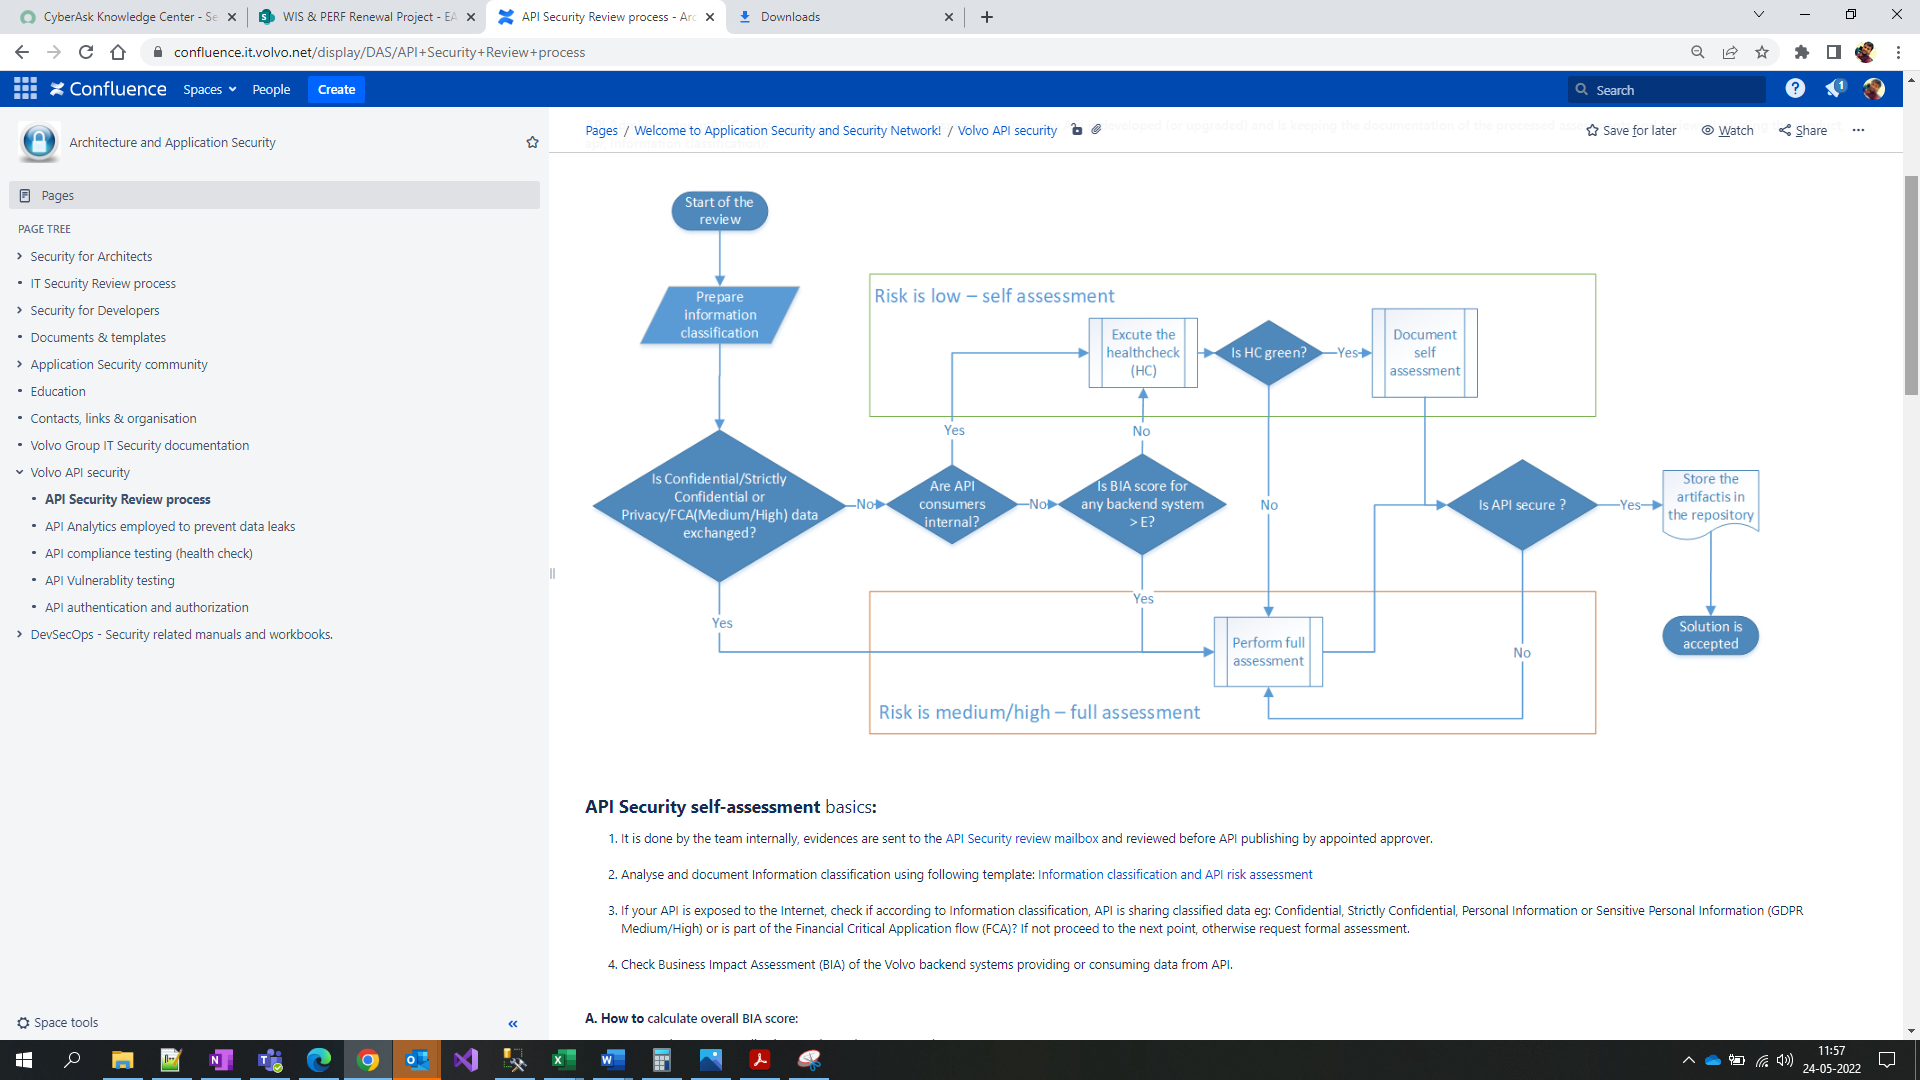 CyberAsk Knowledge Center - Se
WIS & PERF Renewal Project - EA
API Security Review process - Arc
Downloads
confluence.it.volvo.net/display/DAS/API+Security+Review+process
Confluence
Spaces
People
Create
Search
1
Architecture and Application Security
Pages / Welcome to Application Security and Security Network! / Volvo API security
Save for later
Watch
Share
Pages
PAGE TREE
Security for Architects
IT Security Review process
Security for Developers
Documents & templates
Application Security community
Education
Contacts, links & organisation
Volvo Group IT Security documentation
Volvo API security
API Security Review process
API Analytics employed to prevent data leaks
API compliance testing (health check)
API Vulnerablity testing
API authentication and authorization
DevSecOps - Security related manuals and workbooks.
Space tools
Start of the
review
Prepare
information
classification
Risk is low – self assessment
Excute the
healthcheck
(HC)
Is HC green?
Yes
Document
self
assessment
Yes
No
Is Confidential/Strictly
Confidential or
Privacy/FCA(Medium/High) data
exchanged?
No
Are API
consumers
internal?
No
Is BIA score for
any backend system
> E?
No
Is API secure ?
Yes
Store the
artifactis in
the repository
Yes
Yes
Perform full
assessment
No
Solution is
accepted
Risk is medium/high – full assessment
API Security self-assessment basics:
1. It is done by the team internally, evidences are sent to the API Security review mailbox and reviewed before API publishing by appointed approver.
2. Analyse and document Information classification using following template: Information classification and API risk assessment
3. If your API is exposed to the Internet, check if according to Information classification, API is sharing classified data eg: Confidential, Strictly Confidential, Personal Information or Sensitive Personal Information (GDPR
Medium/High) or is part of the Financial Critical Application flow (FCA)? If not proceed to the next point, otherwise request formal assessment.
4. Check Business Impact Assessment (BIA) of the Volvo backend systems providing or consuming data from API.
A. How to calculate overall BIA score:
11:57
24-05-2022